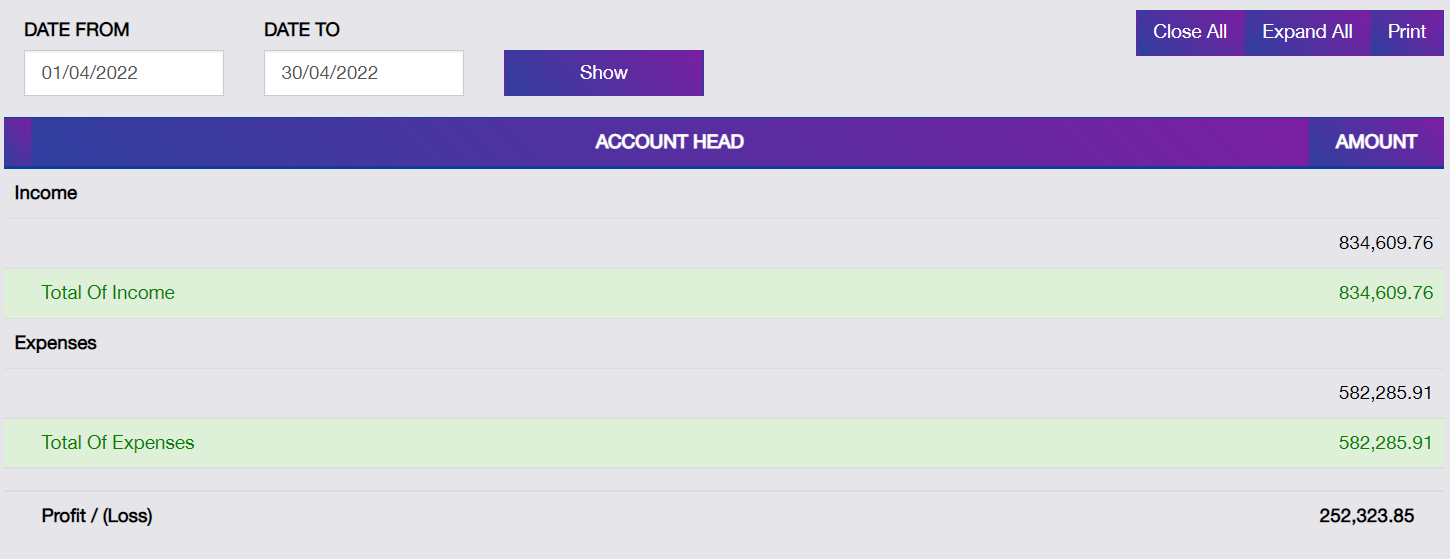 DATE FROM DATE TO Close All Expand All Print
01/04/2022 30/04/2022 Show
ACCOUNT HEAD AMOUNT
Income
834,609.76
Total Of Income 834,609.76
Expenses
582,285.91
Total Of Expenses 582,285.91
Profit / (Loss) 252,323.85